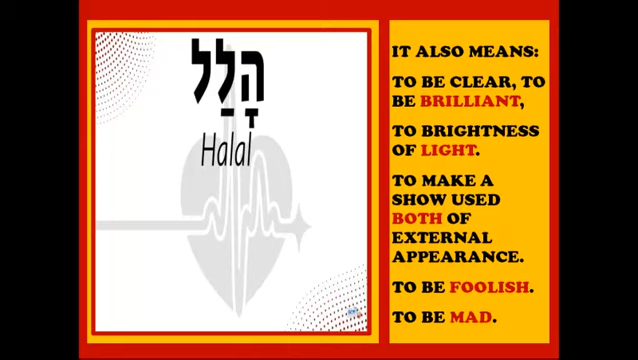 הָלַל
Halal
IT ALSO MEANS:
TO BE CLEAR, TO
BE BRILLIANT,
TO BRIGHTNESS
OF LIGHT.
TO MAKE A
SHOW USED
BOTH OF
EXTERNAL
APPEARANCE.
TO BE FOOLISH.
TO BE MAD.